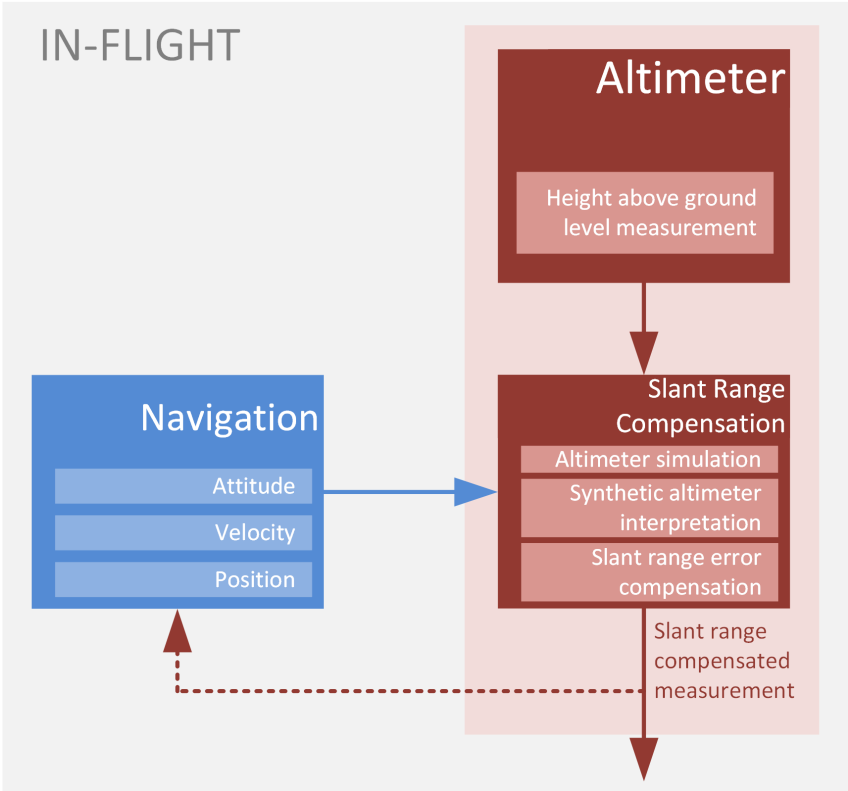 IN-FLIGHT
Altimeter
Height above ground
level measurement
Navigation
Attitude
Velocity
Position
Slant Range
Compensation
Altimeter simulation
Synthetic altimeter
interpretation
Slant range error
compensation
Slant range
compensated
measurement